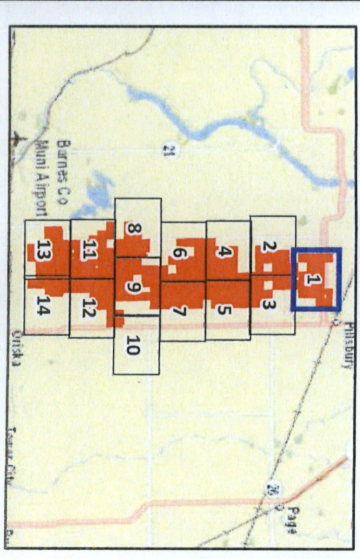 Pillsbury
Page
26
1
2 3
4 5
21
6 7
8 9 10
11 12
Barnes Co
Muni Airport
13 14
Oriska
Tower City